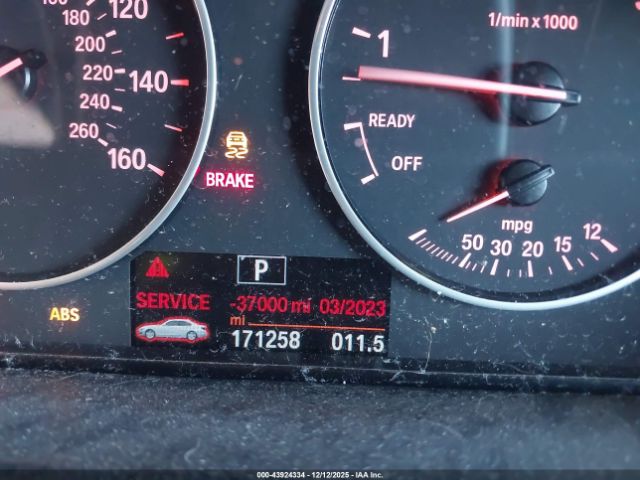 160
120
180
200
220
140
240
260
160
1/min x 1000
1
READY
OFF
mpg
50 30 20 15 12
BRAKE
ABS
P
SERVICE -37000 mi 03/2023
mi
171258 011.5
000-43924334 • 12/12/2025 • IAA Inc.